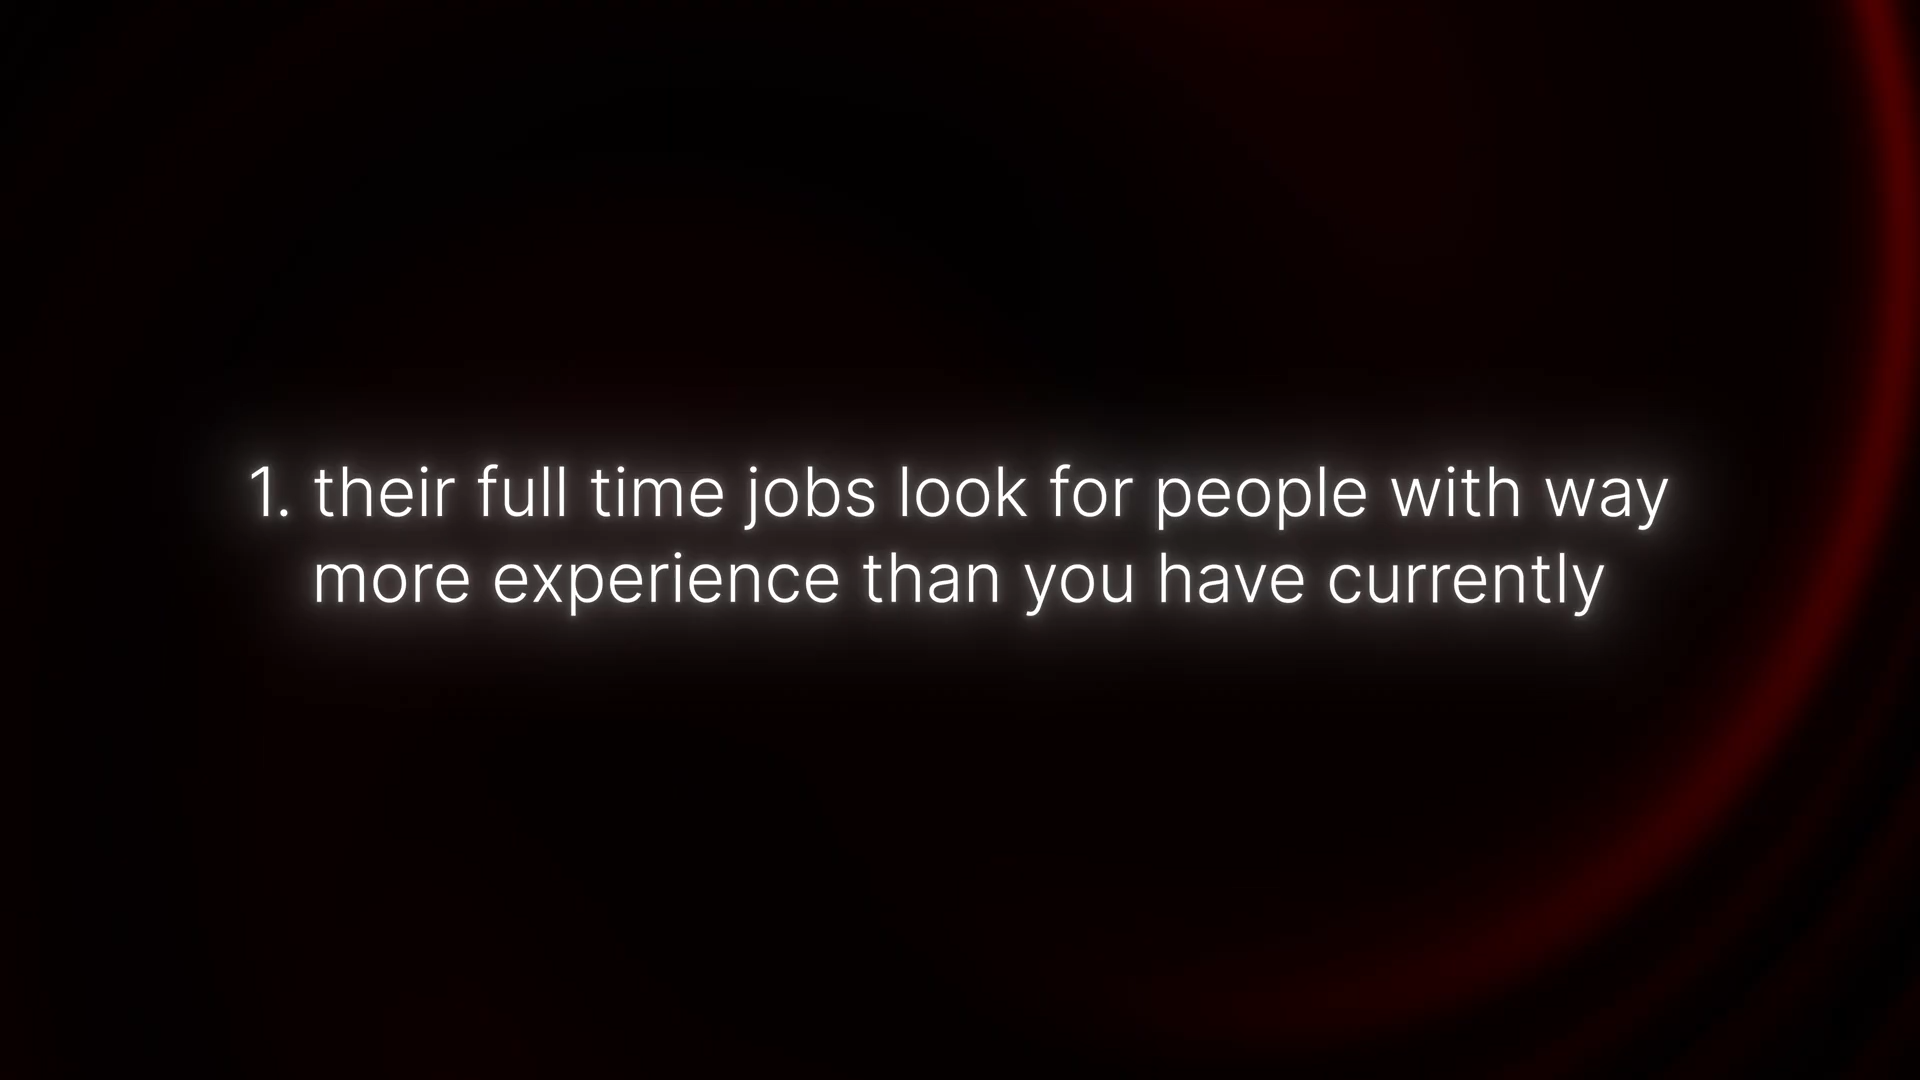 1. their full time jobs look for people with way
more experience than you have currently